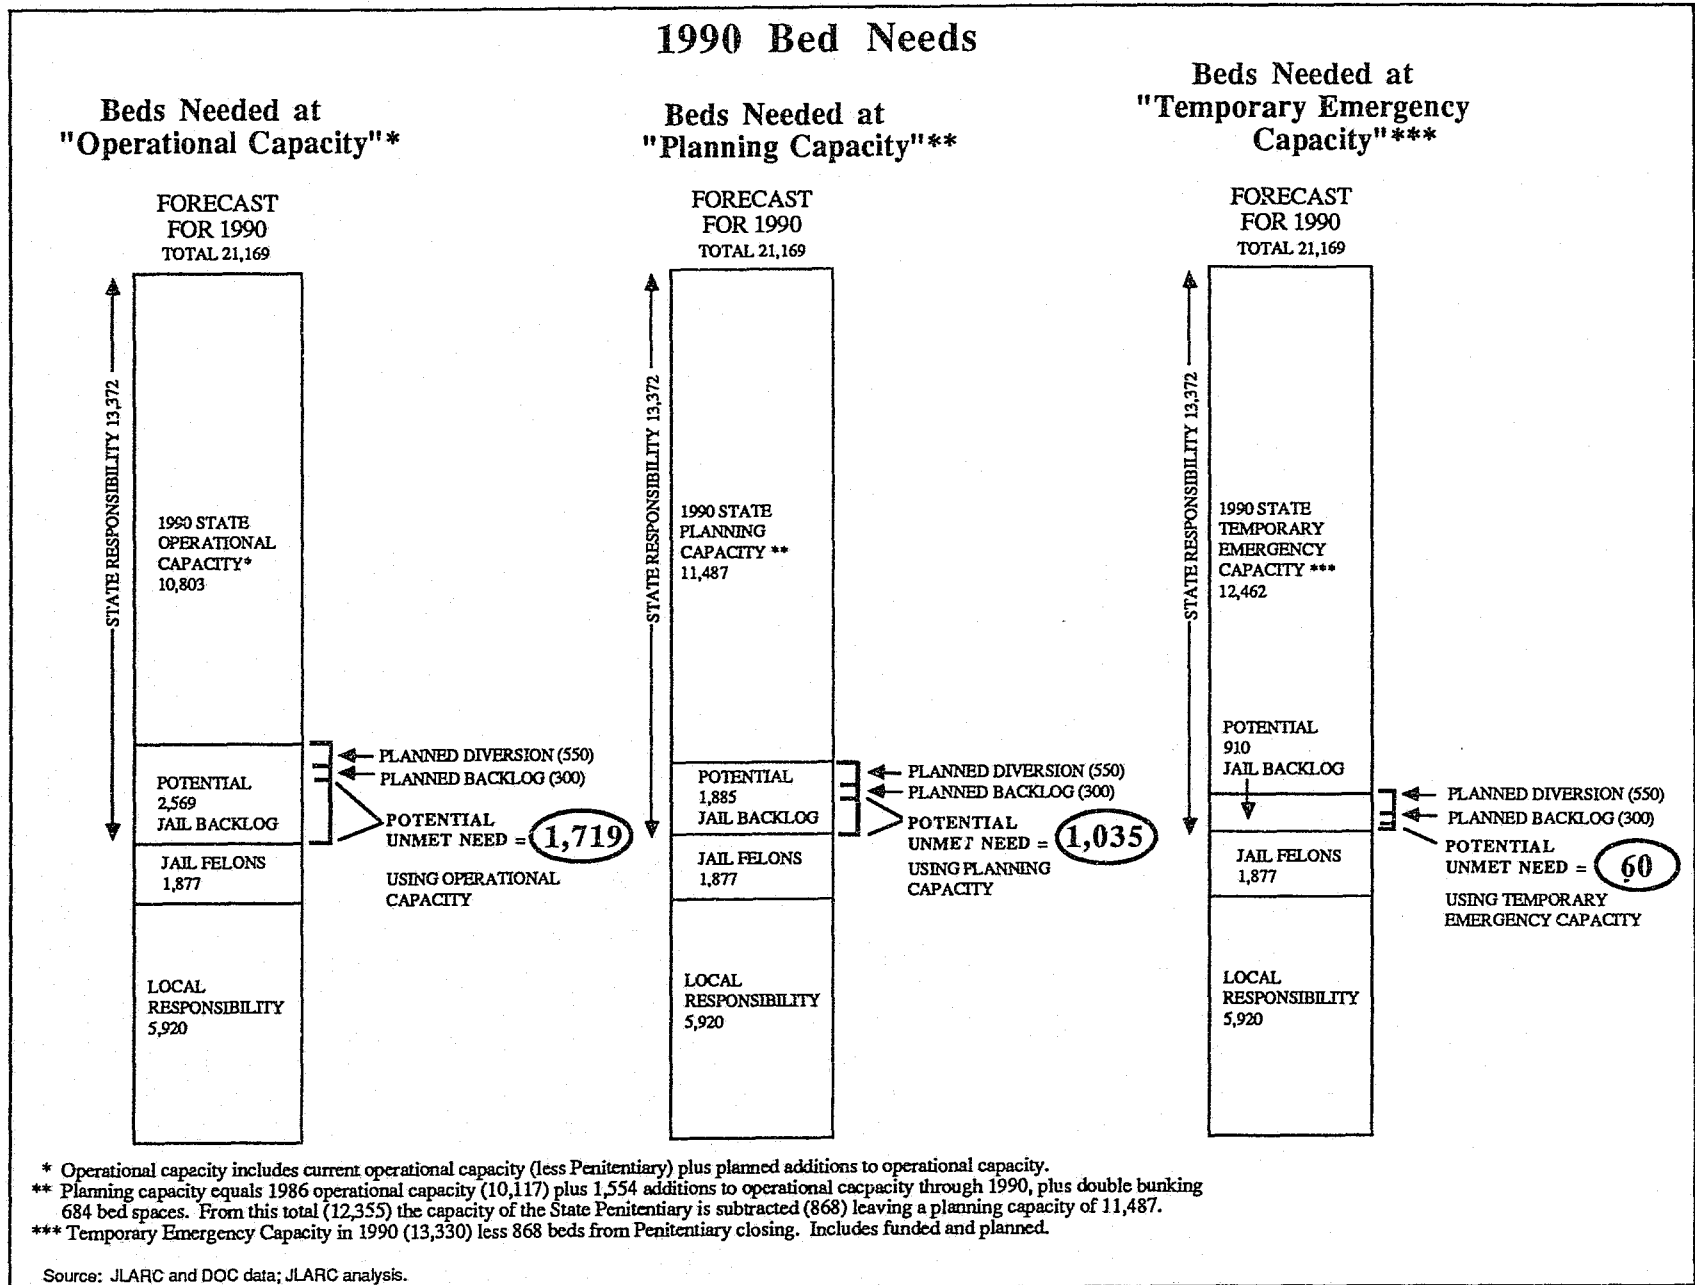 1990 Bed Needs
Beds Needed at
"Operational Capacity"*
FORECAST
FOR 1990
TOTAL 21,169
STATE RESPONSIBILITY 13,372
1990 STATE
OPERATIONAL
CAPACITY*
10,803
POTENTIAL
2,569
JAIL BACKLOG
PLANNED DIVERSION (550)
PLANNED BACKLOG (300)
POTENTIAL
UNMET NEED = 1,719
USING OPERATIONAL
CAPACITY
JAIL FELONS
1,877
LOCAL
RESPONSIBILITY
5,920
Beds Needed at
"Planning Capacity"**
FORECAST
FOR 1990
TOTAL 21,169
STATE RESPONSIBILITY 13,372
1990 STATE
PLANNING
CAPACITY **
11,487
POTENTIAL
1,885
JAIL BACKLOG
PLANNED DIVERSION (550)
PLANNED BACKLOG (300)
POTENTIAL
UNMET NEED = 1,035
USING PLANNING
CAPACITY
JAIL FELONS
1,877
LOCAL
RESPONSIBILITY
5,920
Beds Needed at
"Temporary Emergency
Capacity"***
FORECAST
FOR 1990
TOTAL 21,169
STATE RESPONSIBILITY 13,372
1990 STATE
TEMPORARY
EMERGENCY
CAPACITY ***
12,462
POTENTIAL
910
JAIL BACKLOG
PLANNED DIVERSION (550)
PLANNED BACKLOG (300)
POTENTIAL
UNMET NEED = 60
USING TEMPORARY
EMERGENCY CAPACITY
JAIL FELONS
1,877
LOCAL
RESPONSIBILITY
5,920
* Operational capacity includes current operational capacity (less Penitentiary) plus planned additions to operational capacity.
** Planning capacity equals 1986 operational capacity (10,117) plus 1,554 additions to operational cacpacity through 1990, plus double bunking
684 bed spaces. From this total (12,355) the capacity of the State Penitentiary is subtracted (868) leaving a planning capacity of 11,487.
*** Temporary Emergency Capacity in 1990 (13,330) less 868 beds from Penitentiary closing. Includes funded and planned.
Source: JLARC and DOC data; JLARC analysis.